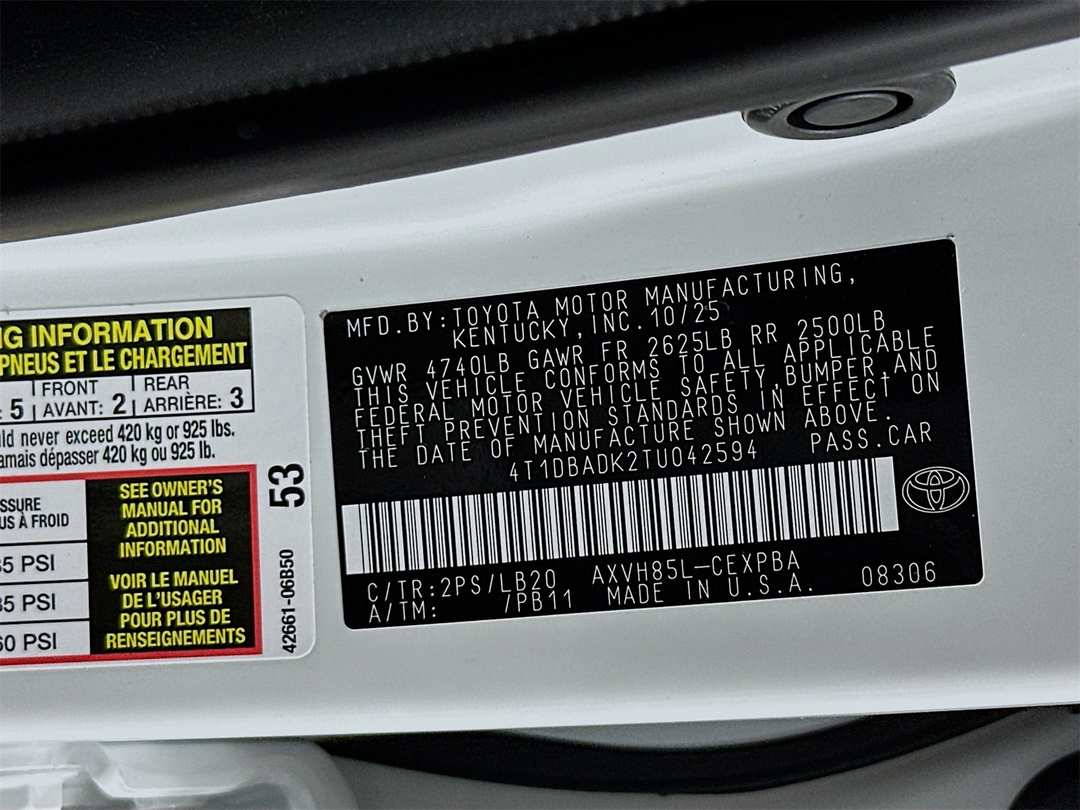 NG INFORMATION
PNEUS ET LE CHARGEMENT
: 5 | FRONT AVANT: 2 | REAR ARRIÈRE: 3
uld never exceed 420 kg or 925 lbs.
amais dépasser 420 kg ou 925 lb.
SSURE
US À FROID
35 PSI
35 PSI
60 PSI
SEE OWNER'S
MANUAL FOR
ADDITIONAL
INFORMATION
VOIR LE MANUEL
DE L'USAGER
POUR PLUS DE
RENSEIGNEMENTS
53
42661-06B50
MFD.BY:TOYOTA MOTOR MANUFACTURING,
KENTUCKY,INC.10/25
GVWR 4740LB GAWR FR 2625LB RR 2500LB
THIS VEHICLE CONFORMS TO ALL APPLICABLE
FEDERAL MOTOR VEHICLE SAFETY,BUMPER,AND
THEFT PREVENTION STANDARDS IN EFFECT ON
THE DATE OF MANUFACTURE SHOWN ABOVE.
4T1DBADK2TU042594 PASS.CAR
C/TR:2PS/LB20 AXVH85L-CEXPBA
A/TM: /PB11 MADE IN U.S.A. 08306